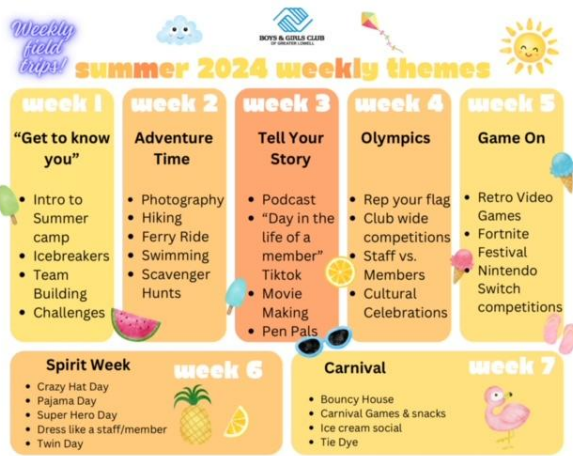 Weekly
field
trips!
BOYS & GIRLS CLUB
OF GREATER LOWELL
summer 2024 weekly themes
week 1
"Get to know
you"
Intro to
Summer
camp
Icebreakers
Team
Building
Challenges
week 2
Adventure
Time
Photography
Hiking
Ferry Ride
Swimming
Scavenger
Hunts
week 3
Tell Your
Story
Podcast
"Day in the
life of a
member"
Tiktok
Movie
Making
Pen Pals
week 4
Olympics
Rep your flag
Club wide
competitions
Staff vs.
Members
Cultural
Celebrations
week 5
Game On
Retro Video
Games
Fortnite
Festival
Nintendo
Switch
competitions
week 6
Spirit Week
Crazy Hat Day
Pajama Day
Super Hero Day
Dress like a staff/member
Twin Day
week 7
Carnival
Bouncy House
Carnival Games & snacks
Ice cream social
Tie Dye